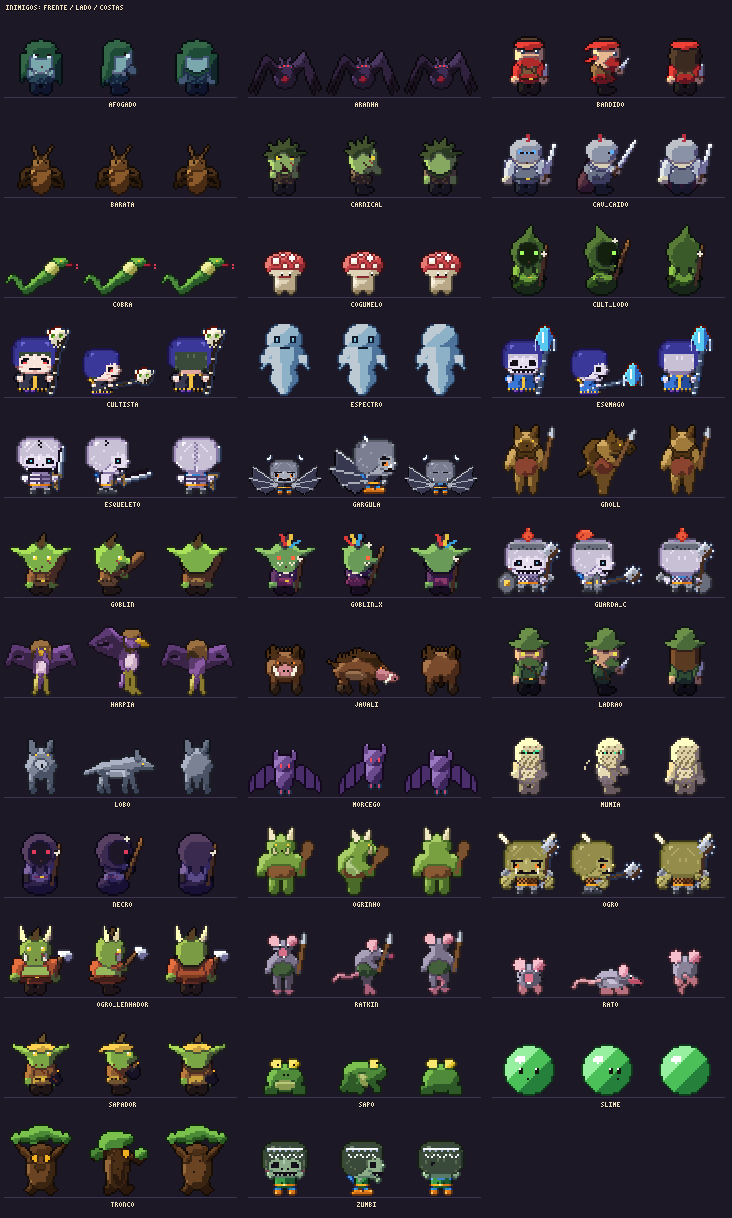 INIMIGOS: FRENTE / LADO / COSTAS
AFOGADO
ARANHA
BANDIDO
BARATA
CARNICAL
CAV_CAIDO
COBRA
COGUMELO
CULT_LODO
CULTISTA
ESPECTRO
ESQMAGO
ESQUELETO
GARGULA
GNOLL
GOBLIN
GOBLIN_X
GUARDA_C
HARPIA
JAVALI
LADRAO
LOBO
MORCEGO
MUMIA
NECRO
OGRINHO
OGRO
OGRO_LENHADOR
RATKIN
RATO
SAPADOR
SAPO
SLIME
TRONCO
ZUMBI